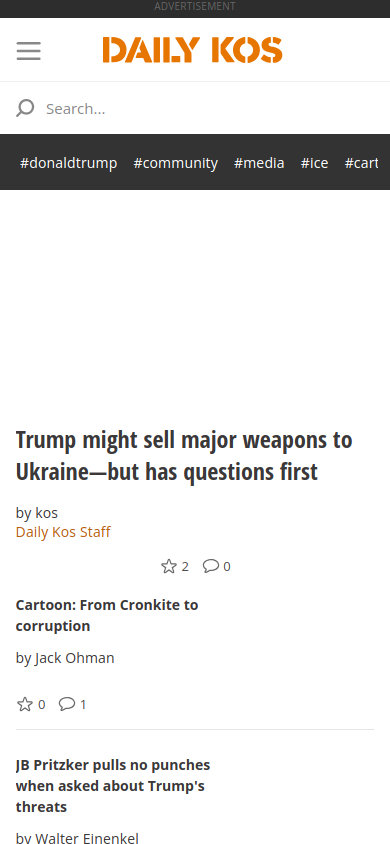 ADVERTISEMENT
DAILY KOS
Search...
#donaldtrump #community #media #ice #cart
Trump might sell major weapons to
Ukraine—but has questions first
by kos
Daily Kos Staff
2 0
Cartoon: From Cronkite to
corruption
by Jack Ohman
0 1
JB Pritzker pulls no punches
when asked about Trump's
threats
by Walter Einenkel